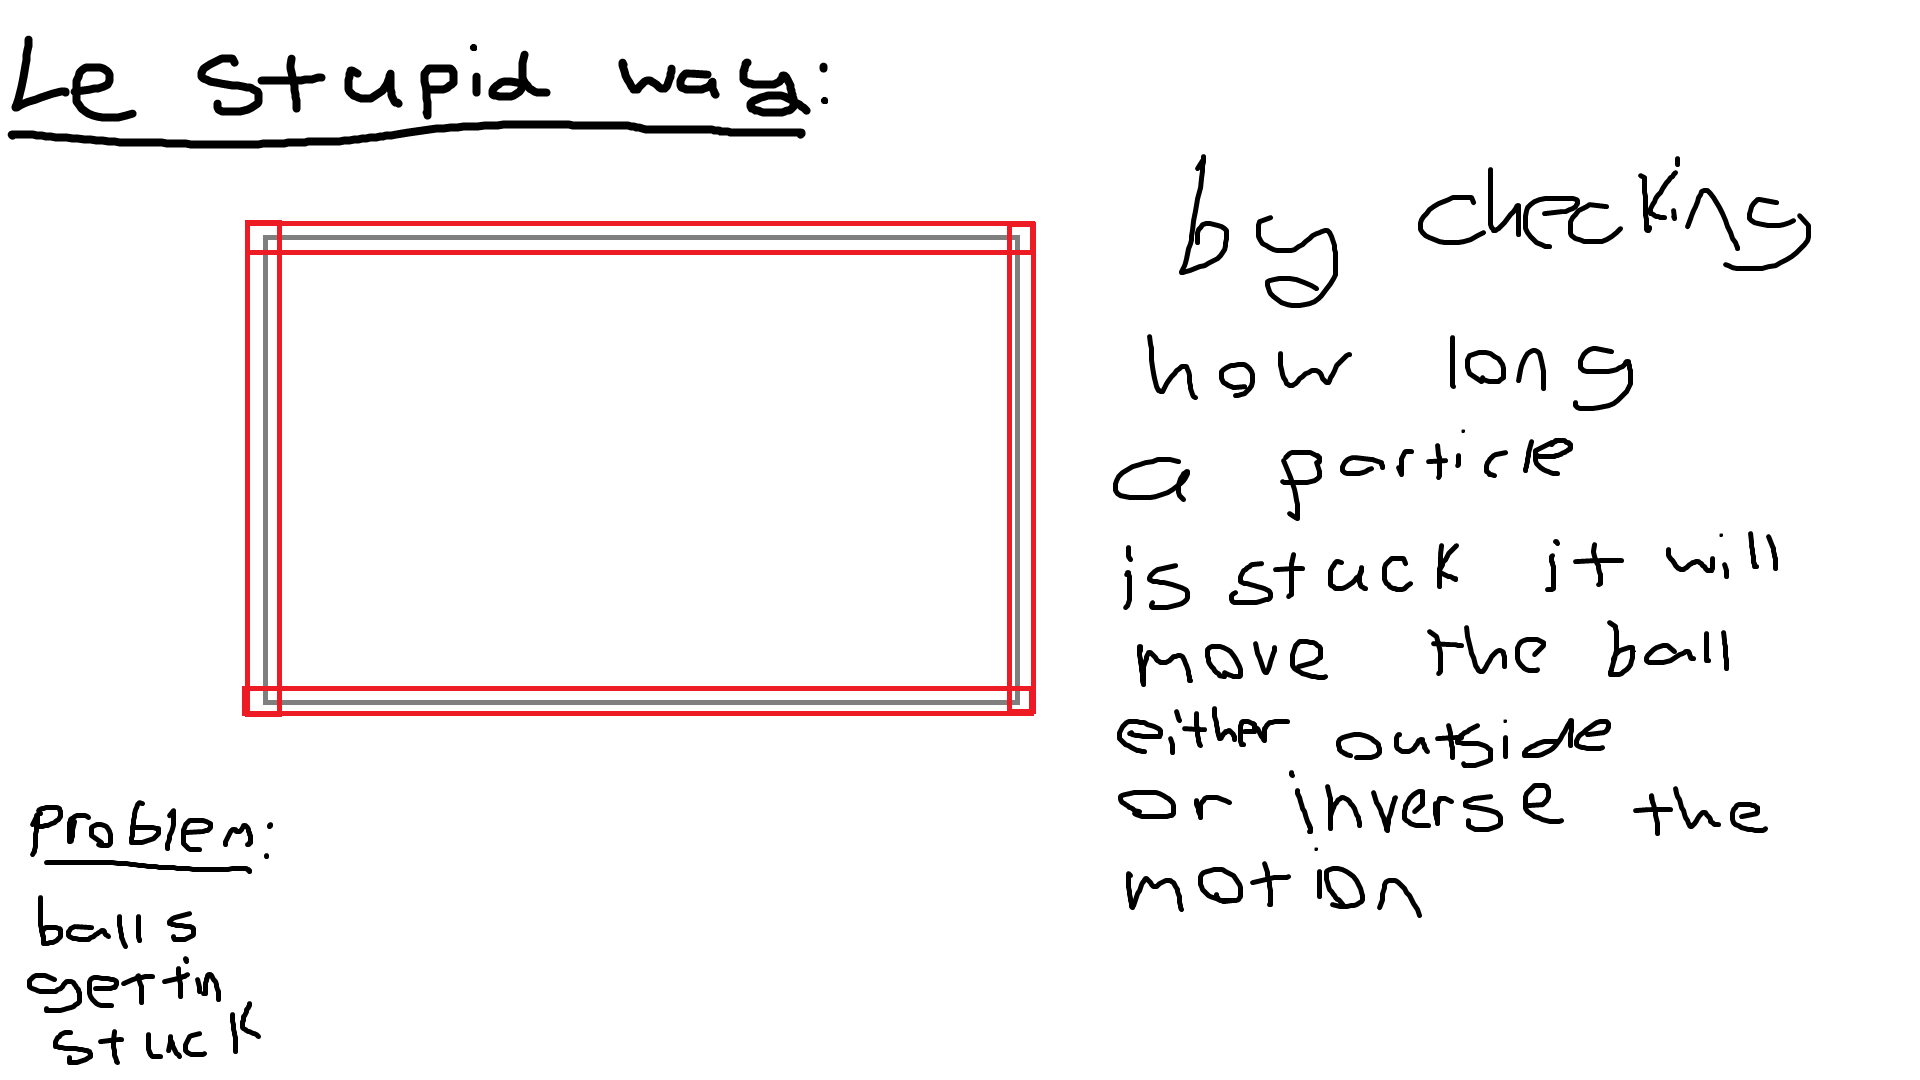 Le stupid way:
by checking
how long
a particle
is stuck it will
move the ball
either outside
or inverse the
motion
Problem:
balls
gettin
stuck